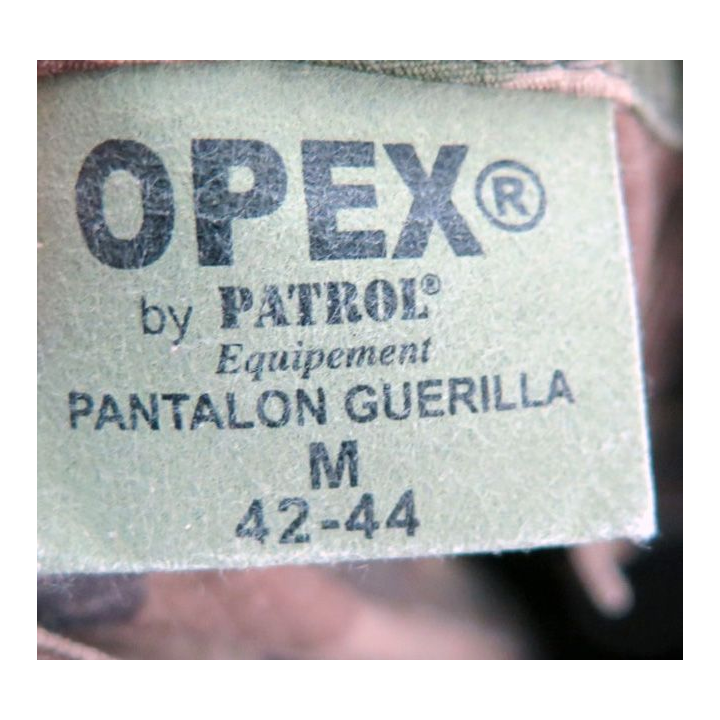 OPEX®
by PATROL®
Equipement
PANTALON GUERILLA
M
42-44